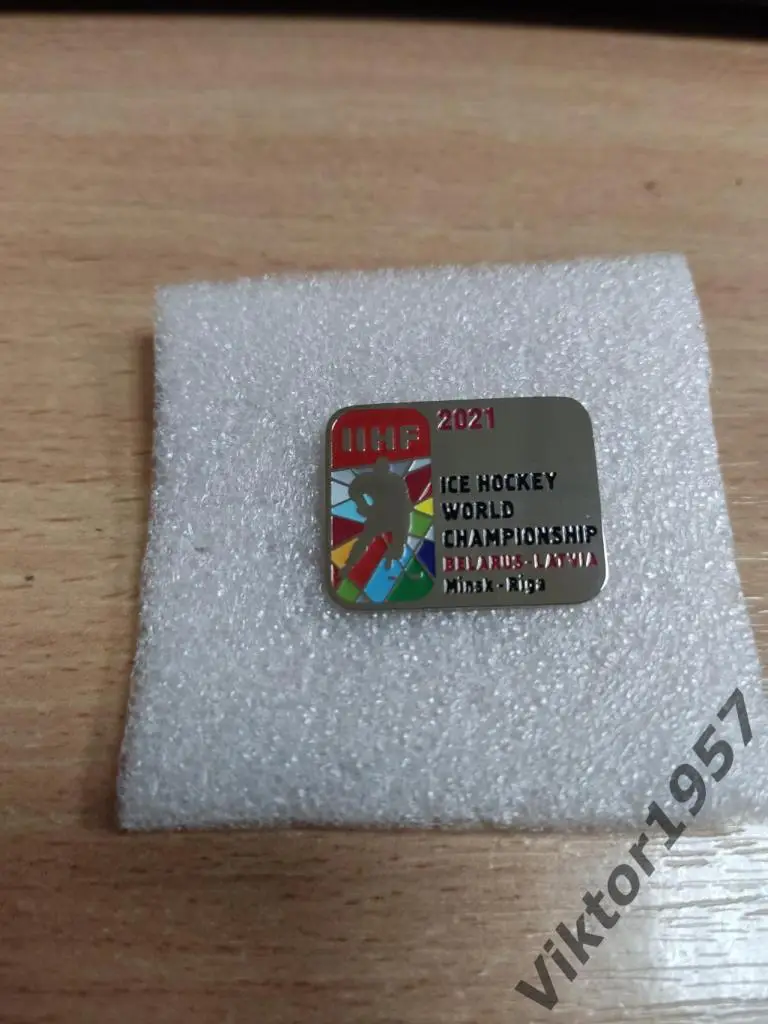 IIHF
2021
ICE HOCKEY
WORLD
CHAMPIONSHIP
BELARUS-LATVIA
Minsk-Riga
Viktor1957